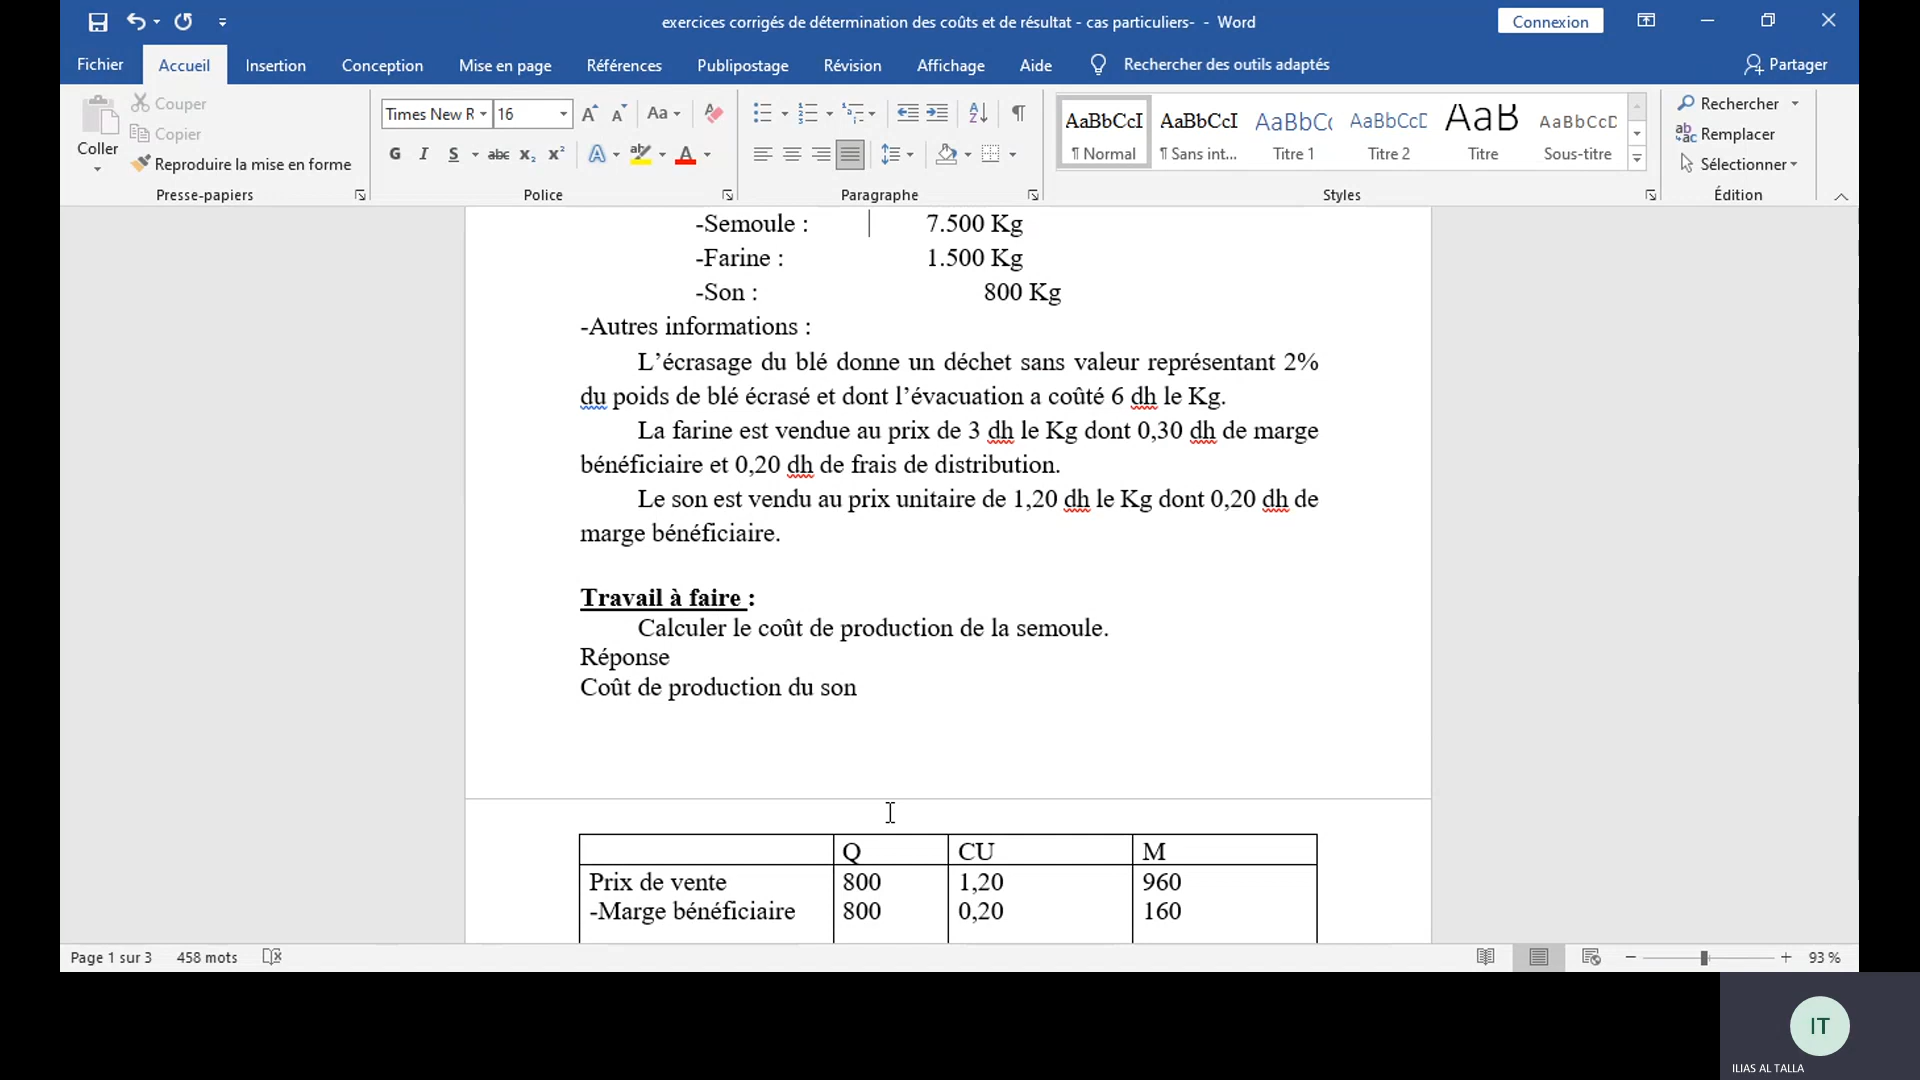 exercices corrigés de détermination des coûts et de résultat - cas particuliers- - Word
Connexion
Fichier Accueil Insertion Conception Mise en page Références Publipostage Révision Affichage Aide Rechercher des outils adaptés Partager
Coller
Couper
Copier
Reproduire la mise en forme
Presse-papiers
Times New R 16
Aa
G I S abc x₂ x² A A
Police
Paragraphe
AaBbCcI AaBbCcI AaBbCc AaBbCcD AaB AaBbCcD
¶ Normal ¶ Sans int... Titre 1 Titre 2 Titre Sous-titre
Styles
Rechercher
Remplacer
Sélectionner
Édition
-Semoule : 7.500 Kg
-Farine : 1.500 Kg
-Son : 800 Kg
-Autres informations :
L’écrasage du blé donne un déchet sans valeur représentant 2%
du poids de blé écrasé et dont l’évacuation a coûté 6 dh le Kg.
La farine est vendue au prix de 3 dh le Kg dont 0,30 dh de marge
bénéficiaire et 0,20 dh de frais de distribution.
Le son est vendu au prix unitaire de 1,20 dh le Kg dont 0,20 dh de
marge bénéficiaire.
Travail à faire :
Calculer le coût de production de la semoule.
Réponse
Coût de production du son
Q CU M
Prix de vente 800 1,20 960
-Marge bénéficiaire 800 0,20 160
Page 1 sur 3 458 mots 93 %
IT
ILIAS AL TALLA